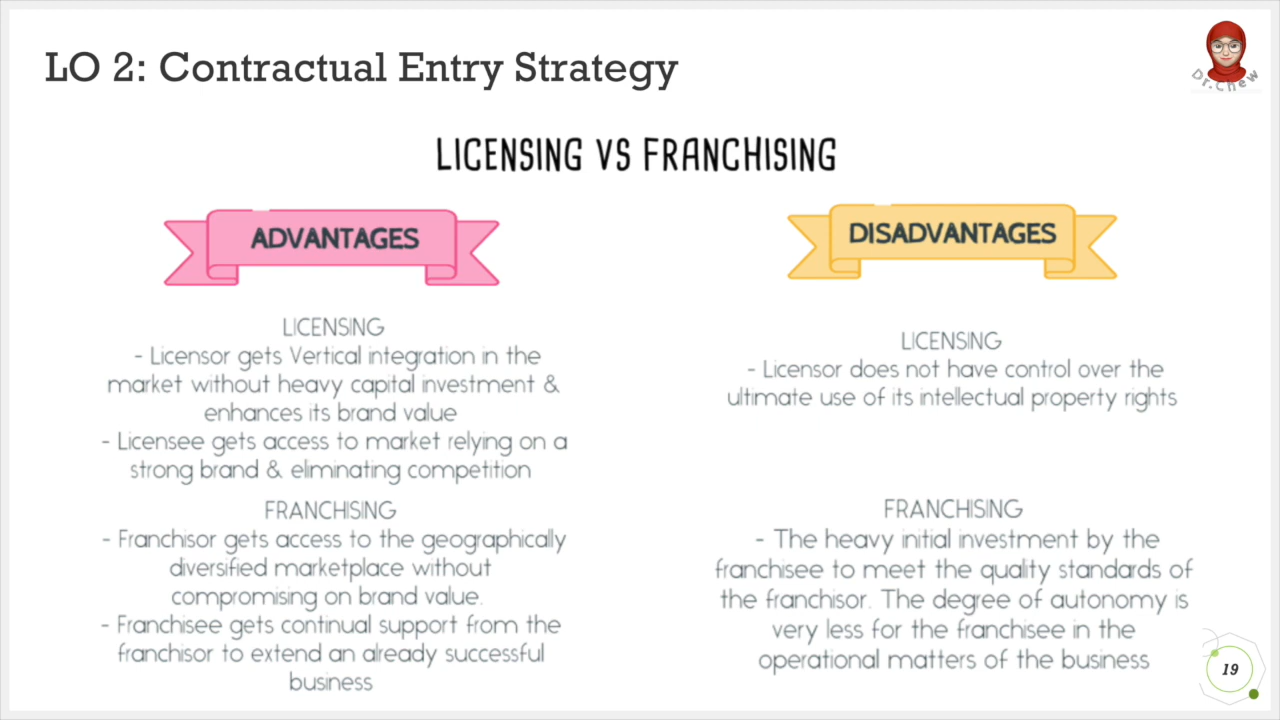 LO 2: Contractual Entry Strategy
Dr.Chew
LICENSING VS FRANCHISING
ADVANTAGES
LICENSING
- Licensor gets Vertical integration in the
market without heavy capital investment &
enhances its brand value
- Licensee gets access to market relying on a
strong brand & eliminating competition
FRANCHISING
- Franchisor gets access to the geographically
diversified marketplace without
compromising on brand value.
- Franchisee gets continual support from the
franchisor to extend an already successful
business
DISADVANTAGES
LICENSING
- Licensor does not have control over the
ultimate use of its intellectual property rights
FRANCHISING
- The heavy initial investment by the
franchisee to meet the quality standards of
the franchisor. The degree of autonomy is
very less for the franchisee in the
operational matters of the business
19